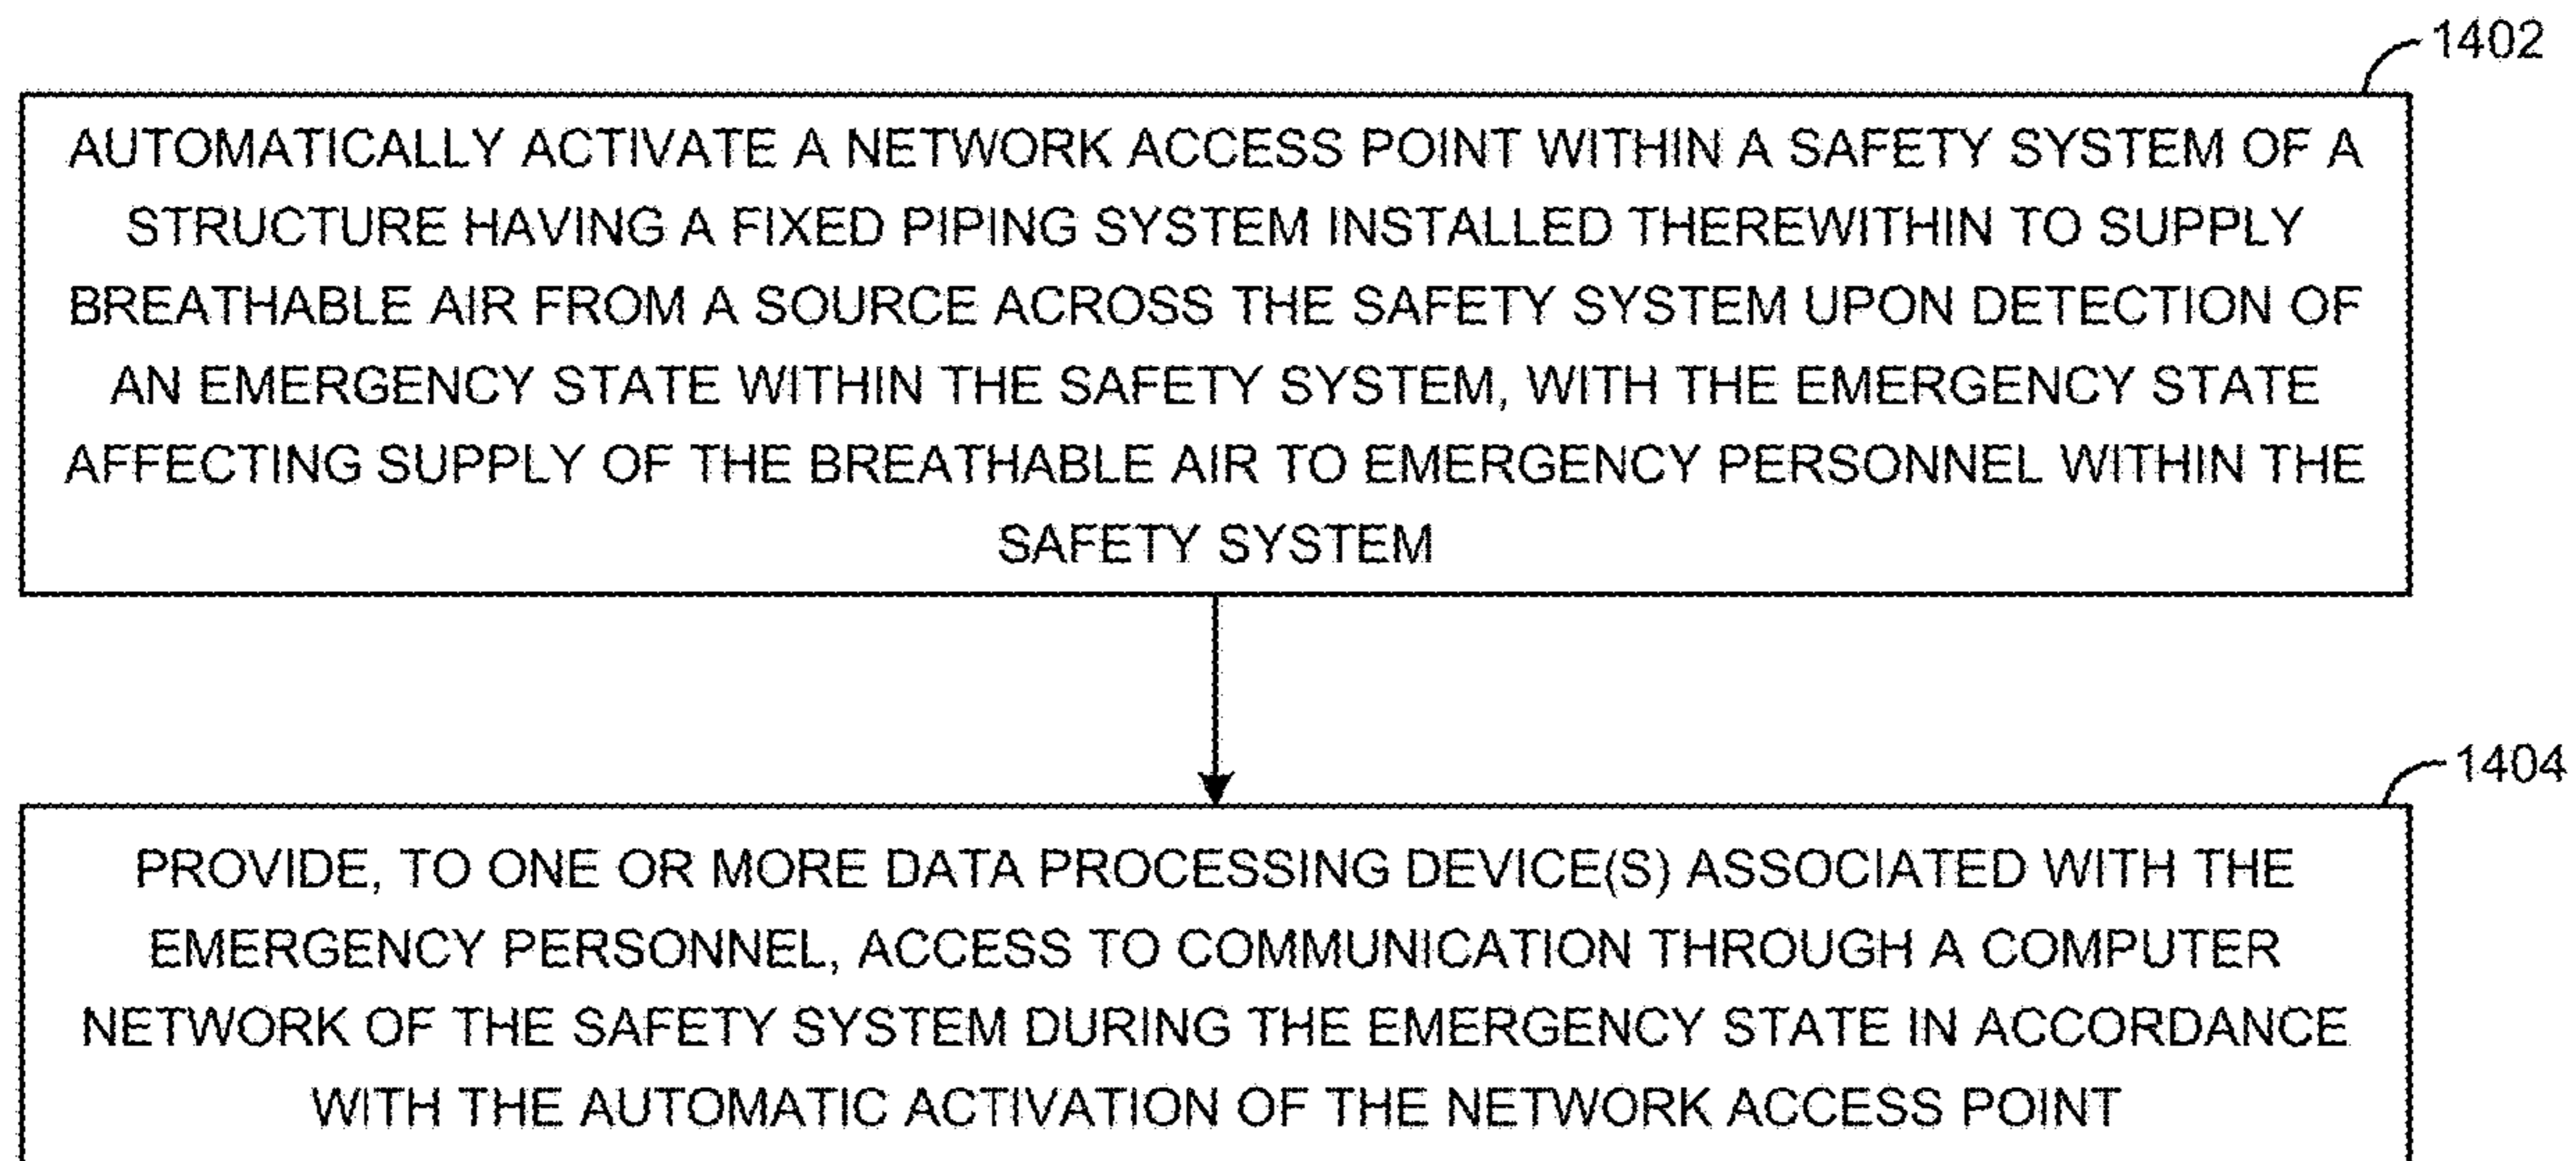 1402
AUTOMATICALLY ACTIVATE A NETWORK ACCESS POINT WITHIN A SAFETY SYSTEM OF A
STRUCTURE HAVING A FIXED PIPING SYSTEM INSTALLED THEREWITHIN TO SUPPLY
BREATHABLE AIR FROM A SOURCE ACROSS THE SAFETY SYSTEM UPON DETECTION OF
AN EMERGENCY STATE WITHIN THE SAFETY SYSTEM, WITH THE EMERGENCY STATE
AFFECTING SUPPLY OF THE BREATHABLE AIR TO EMERGENCY PERSONNEL WITHIN THE
SAFETY SYSTEM
1404
PROVIDE, TO ONE OR MORE DATA PROCESSING DEVICE(S) ASSOCIATED WITH THE
EMERGENCY PERSONNEL, ACCESS TO COMMUNICATION THROUGH A COMPUTER
NETWORK OF THE SAFETY SYSTEM DURING THE EMERGENCY STATE IN ACCORDANCE
WITH THE AUTOMATIC ACTIVATION OF THE NETWORK ACCESS POINT